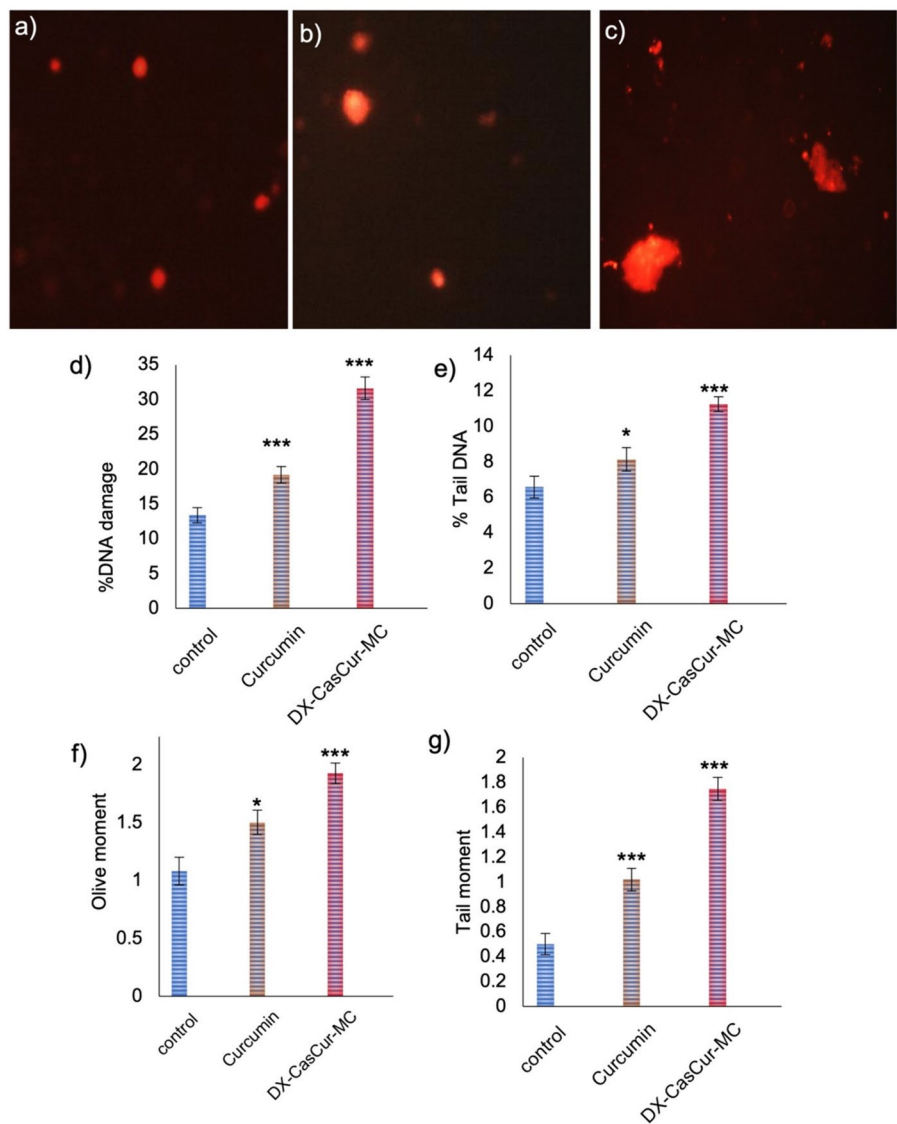 a)
b)
c)
d)
%DNA damage
35
30
25
20
15
10
5
0
***
***
control
Curcumin
DX-CasCur-MC
e)
% Tail DNA
14
12
10
8
6
4
2
0
*
***
control
Curcumin
DX-CasCur-MC
f)
Olive moment
2
1.5
1
0.5
0
*
***
control
Curcumin
DX-CasCur-MC
g)
Tail moment
2
1.8
1.6
1.4
1.2
1
0.8
0.6
0.4
0.2
0
***
***
control
Curcumin
DX-CasCur-MC